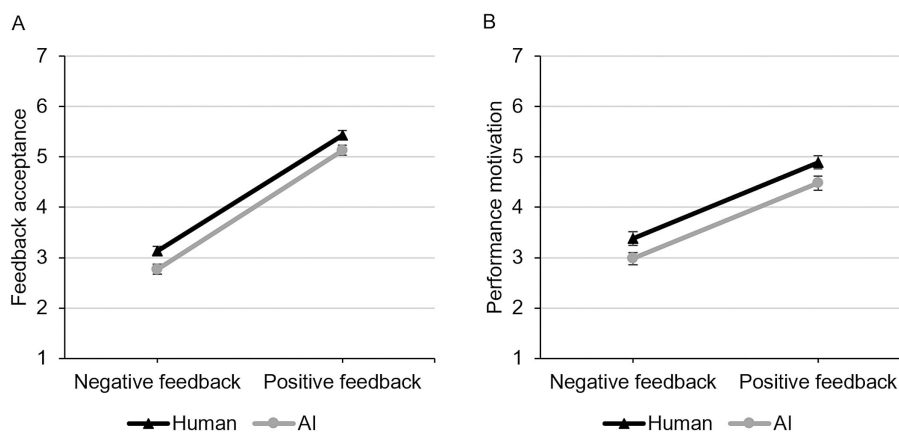 A
Feedback acceptance
7
6
5
4
3
2
1
Negative feedback Positive feedback
Human AI
B
Performance motivation
7
6
5
4
3
2
1
Negative feedback Positive feedback
Human AI